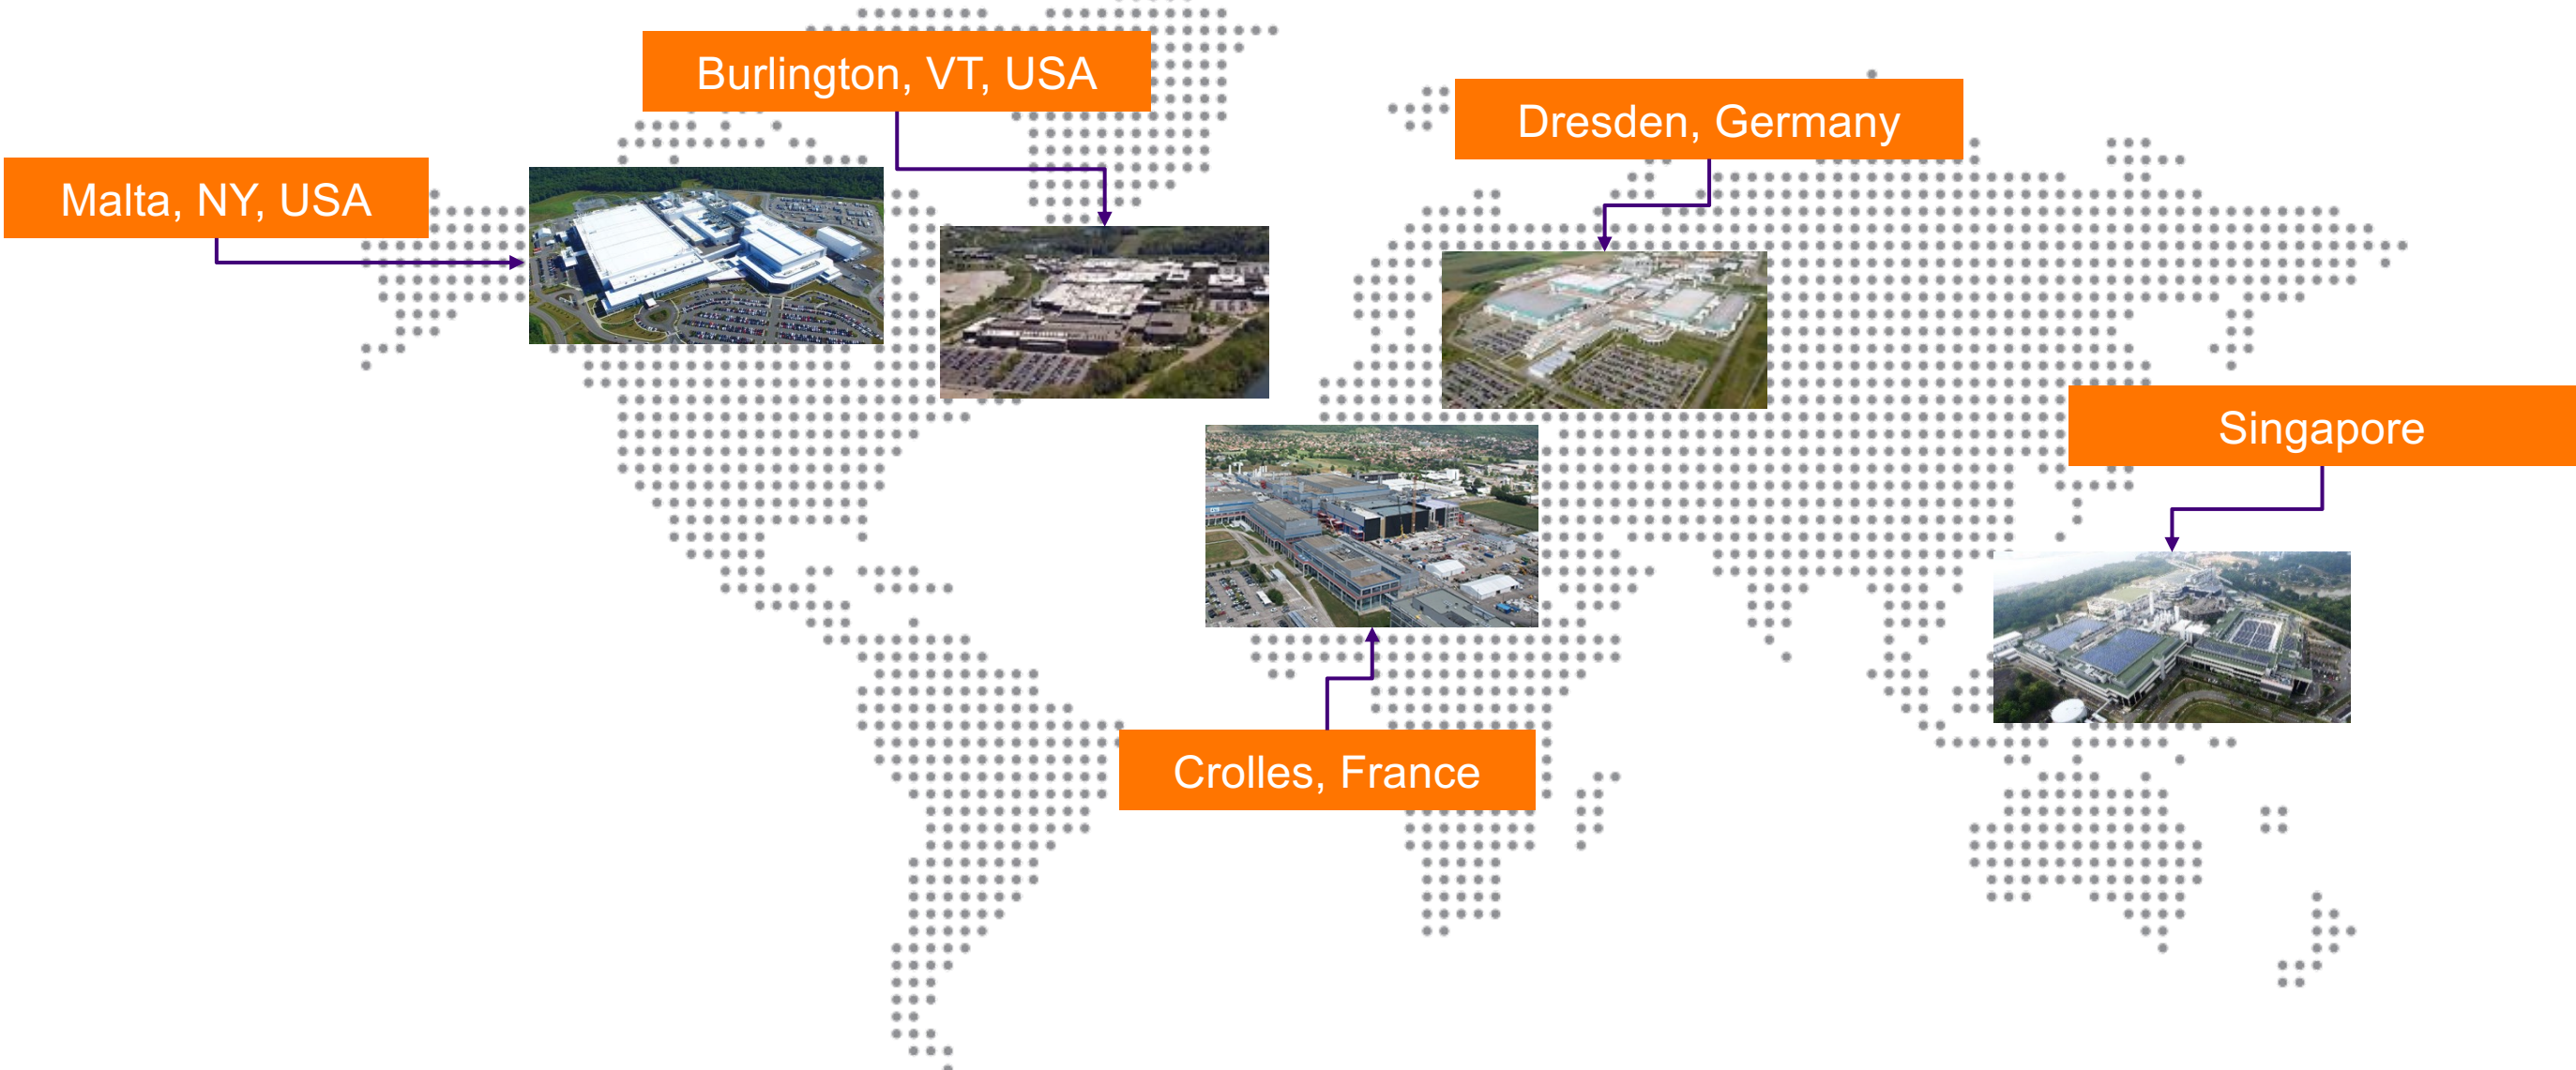 Burlington, VT, USA
Dresden, Germany
Malta, NY, USA
Singapore
Crolles, France